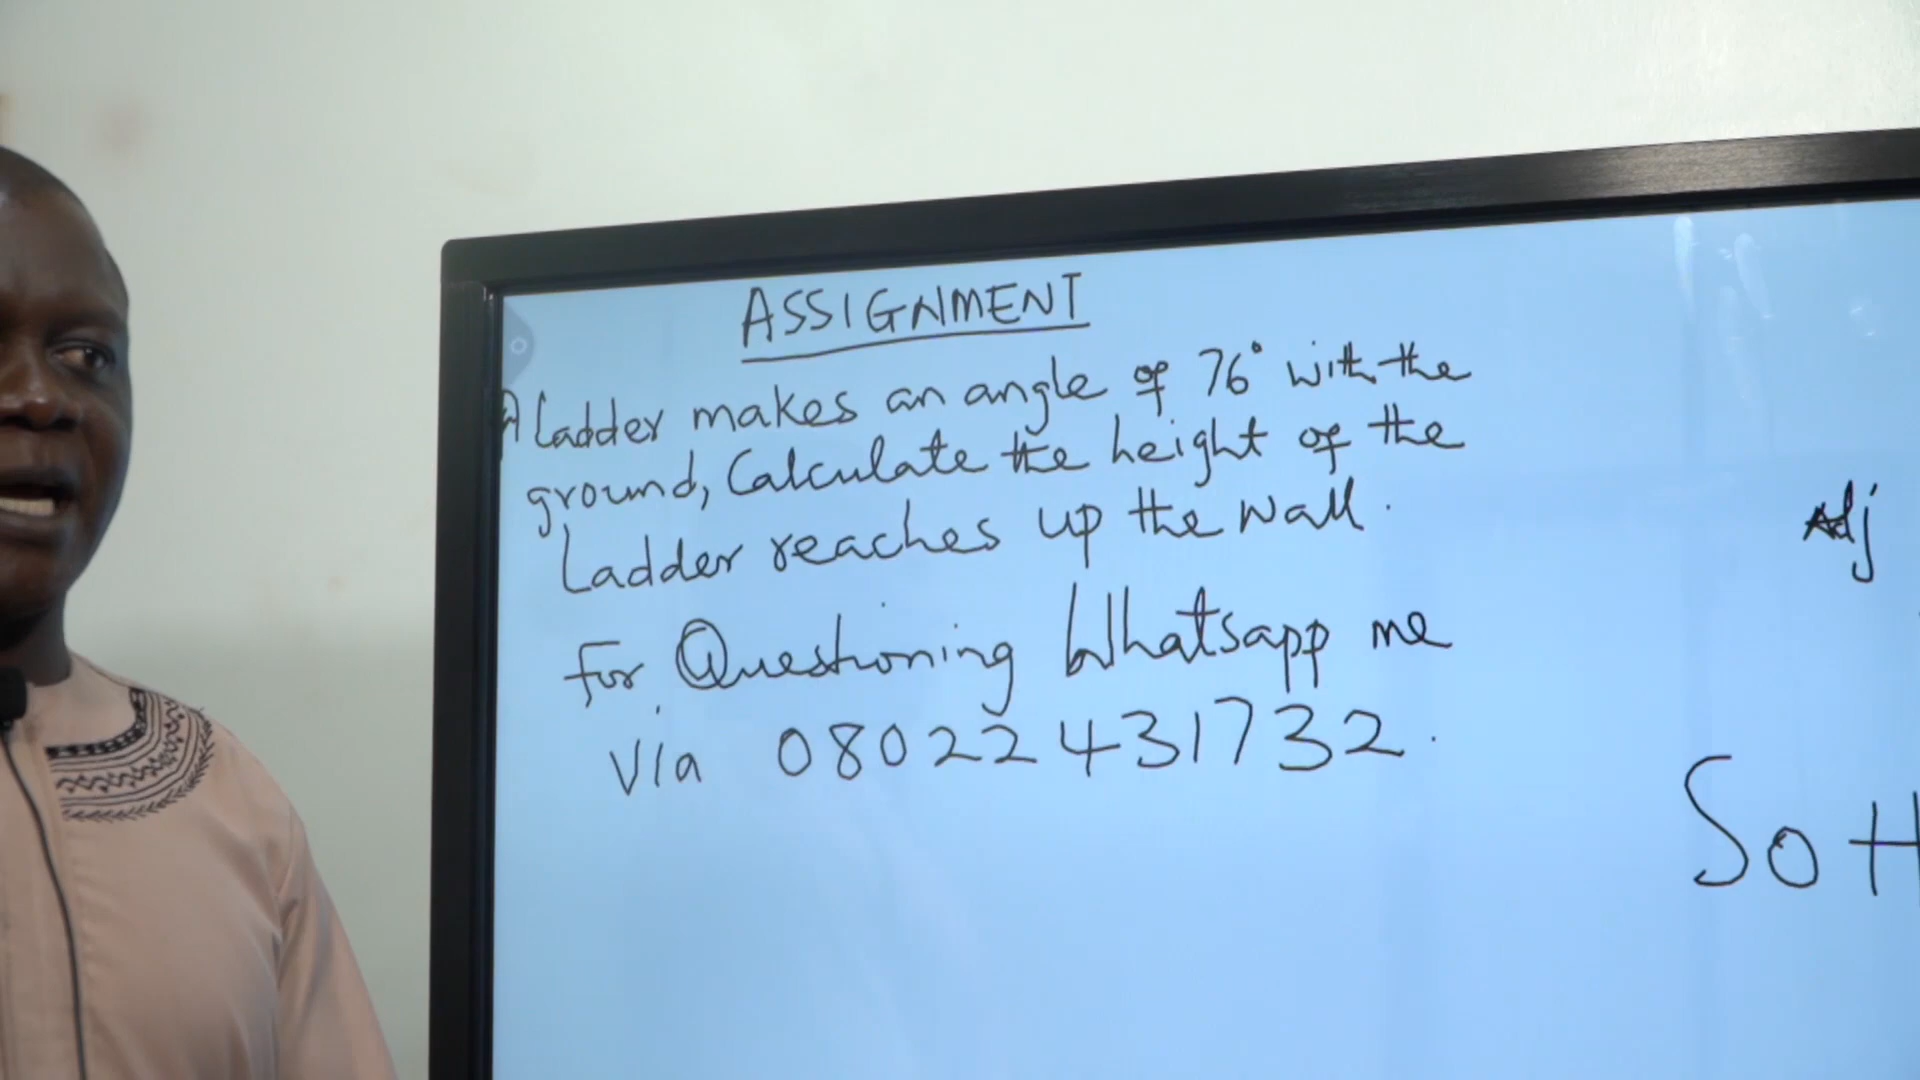 ASSIGNMENT
A Ladder makes an angle of 76° with the
ground, Calculate the height of the
Ladder reaches up the wall.
For Questioning Whatsapp me
via 08022431732.
Adj
SOH